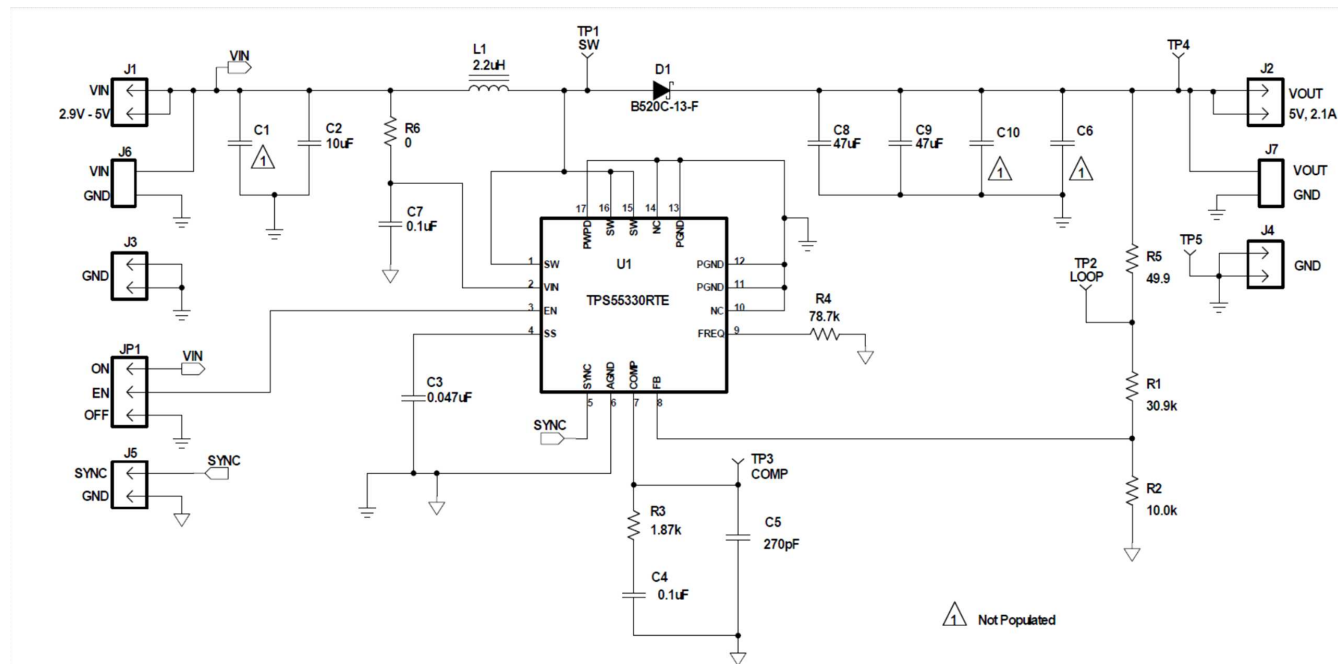 TP1
SW
TP4
L1
2.2uH
VIN
J1
VIN
2.9V - 5V
D1
B520C-13-F
J2
VOUT
5V, 2.1A
C1
1
C2
10uF
R6
0
C8
47uF
C9
47uF
C10
1
C6
1
J6
VIN
GND
J7
VOUT
GND
C7
0.1uF
17
16
15
14
13
PWPD
SW
SW
NC
PGND
J3
GND
U1
TPS55330RTE
1
SW
2
VIN
3
EN
4
SS
PGND
12
PGND
11
NC
10
FREQ
9
R4
78.7k
TP2
LOOP
R5
49.9
TP5
J4
GND
JP1
ON
EN
OFF
VIN
C3
0.047uF
SYNC
AGND
COMP
FB
5
6
7
8
SYNC
R1
30.9k
J5
SYNC
GND
SYNC
TP3
COMP
R2
10.0k
R3
1.87k
C5
270pF
C4
0.1uF
1
Not Populated